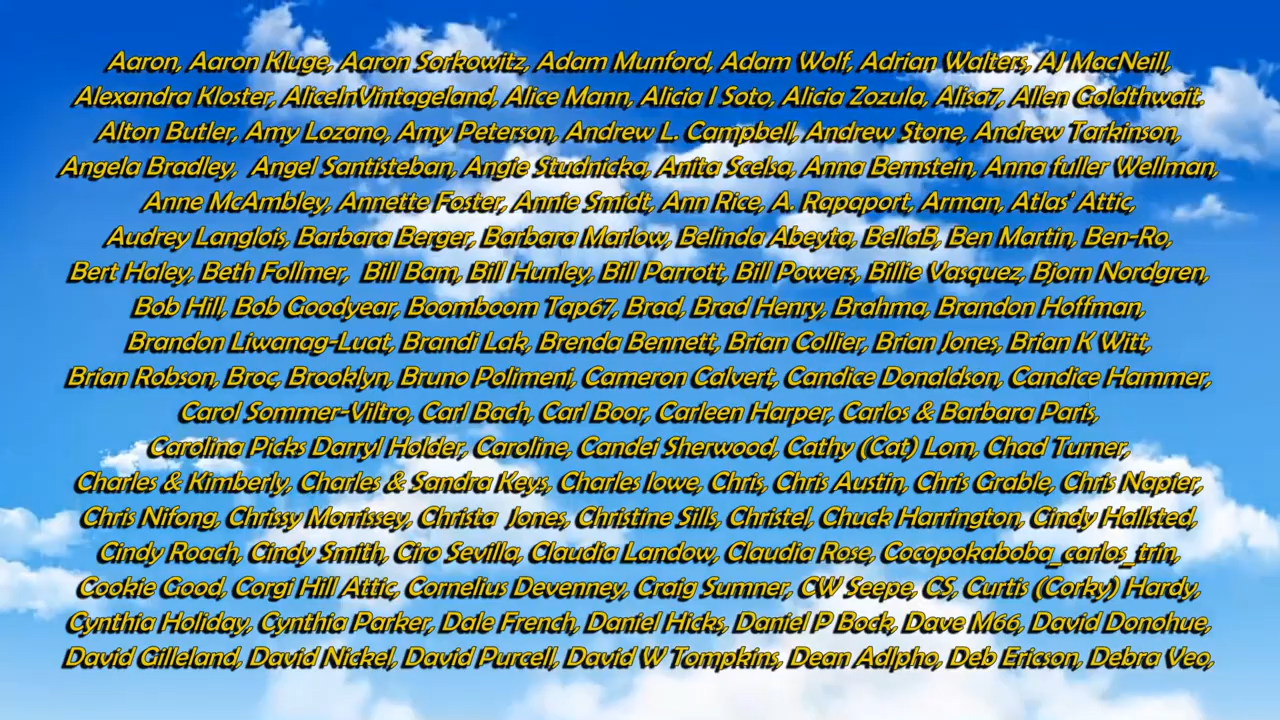 Aaron, Aaron Kluge, Aaron Sorkowitz, Adam Munford, Adam Wolf, Adrian Walters, AJ MacNeill,
Alexandra Kloster, AliceInVintageland, Alice Mann, Alicia I Soto, Alicia Zozula, Alisa7, Allen Goldthwait.
Alton Butler, Amy Lozano, Amy Peterson, Andrew L. Campbell, Andrew Stone, Andrew Tarkinson,
Angela Bradley, Angel Santisteban, Angie Studnicka, Anita Scelsa, Anna Bernstein, Anna fuller Wellman,
Anne McAmbley, Annette Foster, Annie Smidt, Ann Rice, A. Rapaport, Arman, Atlas' Attic,
Audrey Langlois, Barbara Berger, Barbara Marlow, Belinda Abeyta, BellaB, Ben Martin, Ben-Ro,
Bert Haley, Beth Follmer, Bill Bam, Bill Hunley, Bill Parrott, Bill Powers, Billie Vasquez, Bjorn Nordgren,
Bob Hill, Bob Goodyear, Boomboom Tap67, Brad, Brad Henry, Brahma, Brandon Hoffman,
Brandon Liwanag-Luat, Brandi Lak, Brenda Bennett, Brian Collier, Brian Jones, Brian K Witt,
Brian Robson, Broc, Brooklyn, Bruno Polimeni, Cameron Calvert, Candice Donaldson, Candice Hammer,
Carol Sommer-Viltro, Carl Bach, Carl Boor, Carleen Harper, Carlos & Barbara Paris,
Carolina Picks Darryl Holder, Caroline, Candei Sherwood, Cathy (Cat) Lom, Chad Turner,
Charles & Kimberly, Charles & Sandra Keys, Charles lowe, Chris, Chris Austin, Chris Grable, Chris Napier,
Chris Nifong, Chrissy Morrissey, Christa Jones, Christine Sills, Christel, Chuck Harrington, Cindy Hallsted,
Cindy Roach, Cindy Smith, Ciro Sevilla, Claudia Landow, Claudia Rose, Cocopokaboba_carlos_trin,
Cookie Good, Corgi Hill Attic, Cornelius Devenney, Craig Sumner, CW Seepe, CS, Curtis (Corky) Hardy,
Cynthia Holiday, Cynthia Parker, Dale French, Daniel Hicks, Daniel P Bock, Dave M66, David Donohue,
David Gilleland, David Nickel, David Purcell, David W Tompkins, Dean Adlpho, Deb Ericson, Debra Veo,